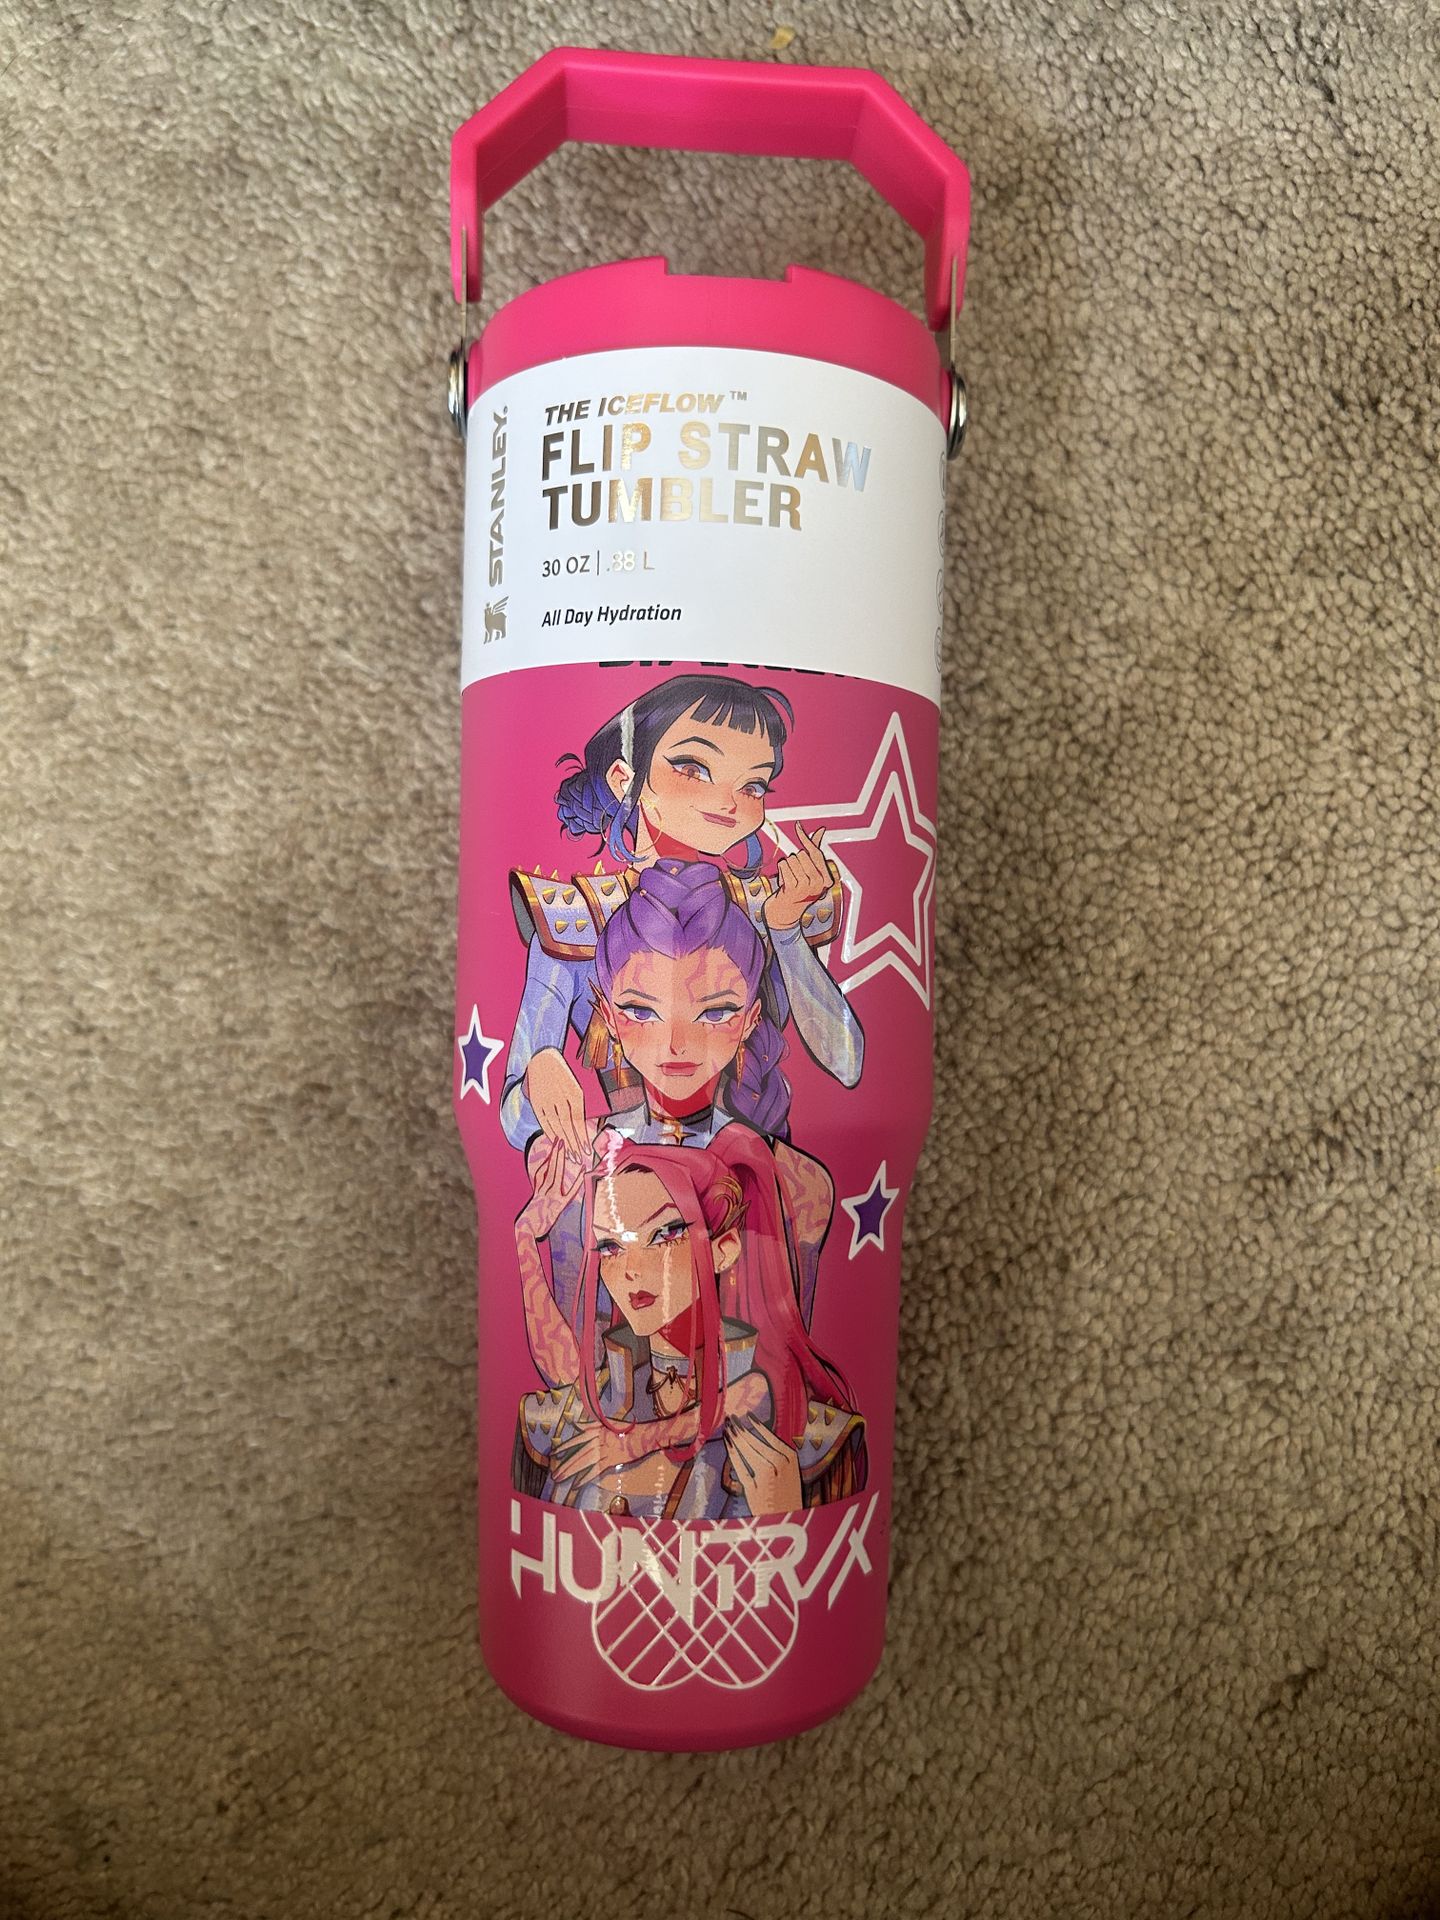 STANLEY®
THE ICEFLOW™
FLIP STRAW
TUMBLER
30 OZ | .88 L
All Day Hydration
HUNTR/X